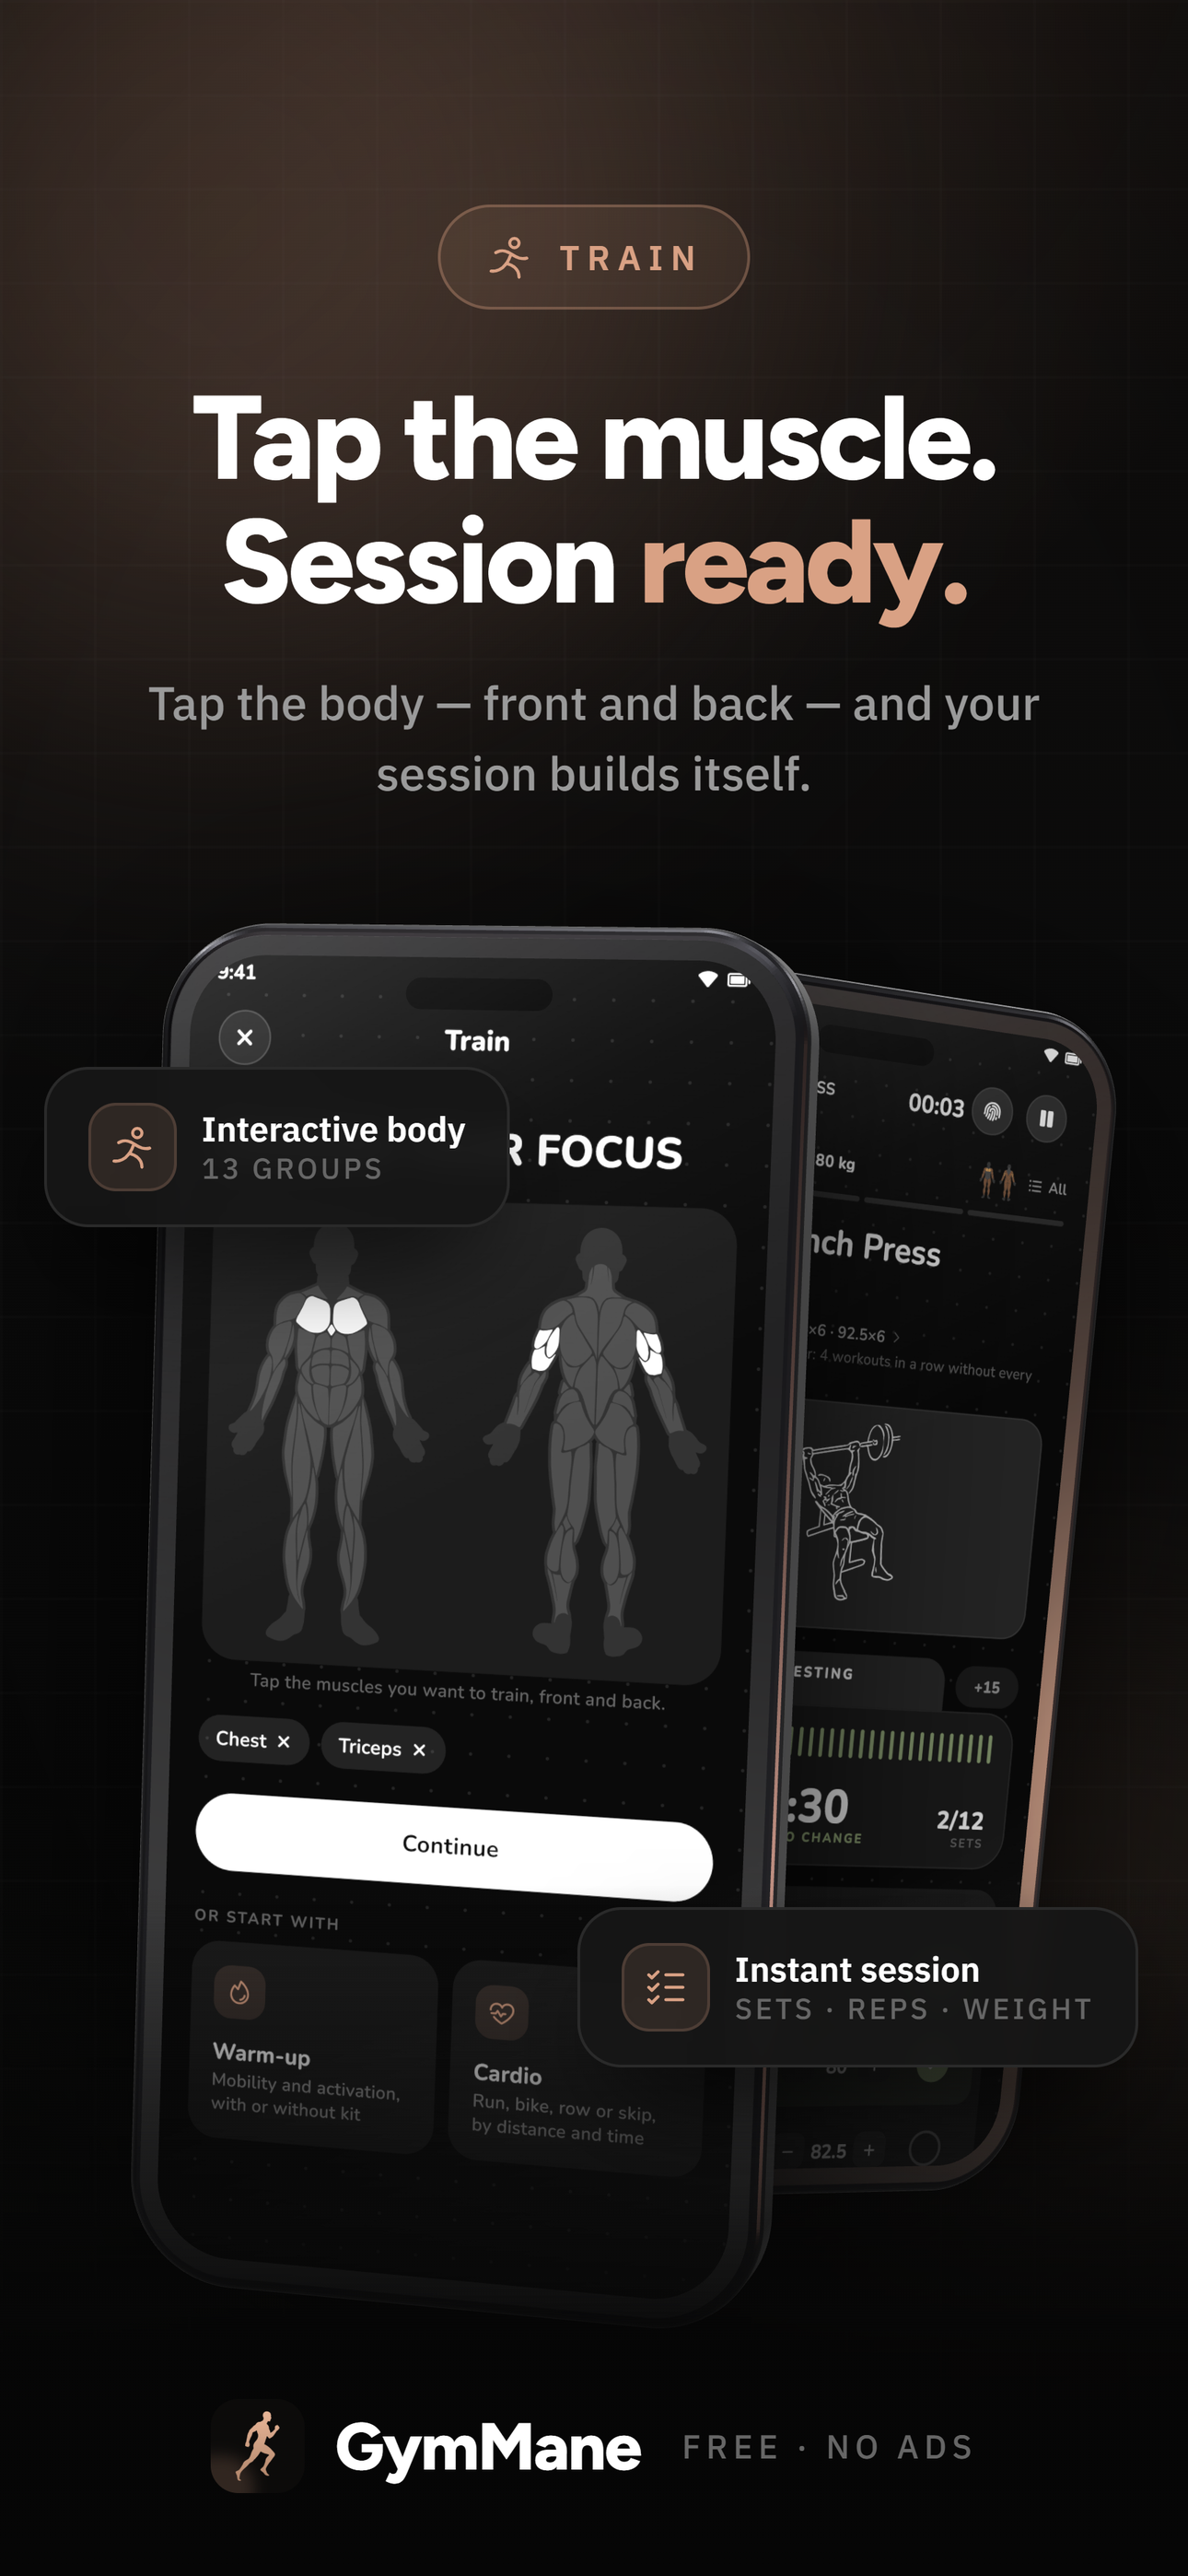 TRAIN
Tap the muscle.
Session ready.
Tap the body — front and back — and your
session builds itself.
9:41
Train
Interactive body
13 GROUPS
R FOCUS
Tap the muscles you want to train, front and back.
Chest ✕
Triceps ✕
Continue
OR START WITH
Warm-up
Mobility and activation,
with or without kit
Cardio
Run, bike, row or skip,
by distance and time
SS
00:03
80 kg
All
nch Press
×6 · 92.5×6 >
r: 4 workouts in a row without every
ESTING
+15
:30
O CHANGE
2/12
SETS
Instant session
SETS · REPS · WEIGHT
− 82.5 +
GymMane
FREE · NO ADS